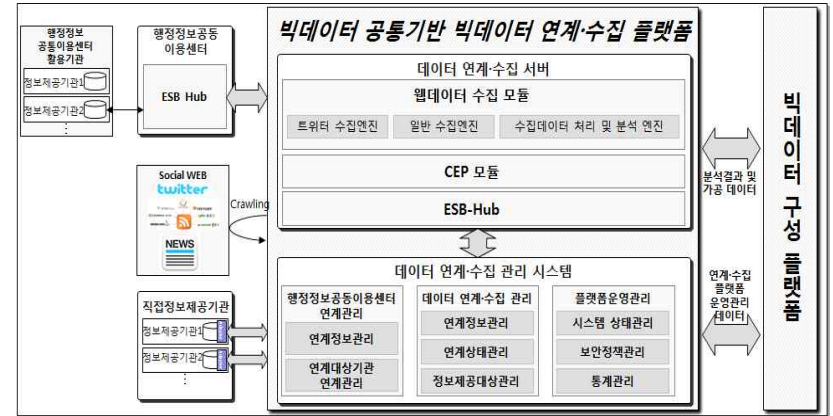 행정정보
공통이용센터
활용기관
정보제공기관1
정보제공기관2
행정정보공동
이용센터
ESB Hub
Social WEB
twitter
NEWS
Crawling
직접정보제공기관
정보제공기관1
정보제공기관2
빅데이터 공통기반 빅데이터 연계·수집 플랫폼
데이터 연계·수집 서버
웹데이터 수집 모듈
트위터 수집엔진
일반 수집엔진
수집데이터 처리 및 분석 엔진
CEP 모듈
ESB-Hub
데이터 연계·수집 관리 시스템
행정정보공동이용센터
연계관리
연계정보관리
연계대상기관
연계관리
데이터 연계·수집 관리
연계정보관리
연계상태관리
정보제공대상관리
플랫폼운영관리
시스템 상태관리
보안정책관리
통계관리
분석결과 및
가공 데이터
연계·수집
플랫폼
운영관리
데이터
빅데이터 구성 플랫폼